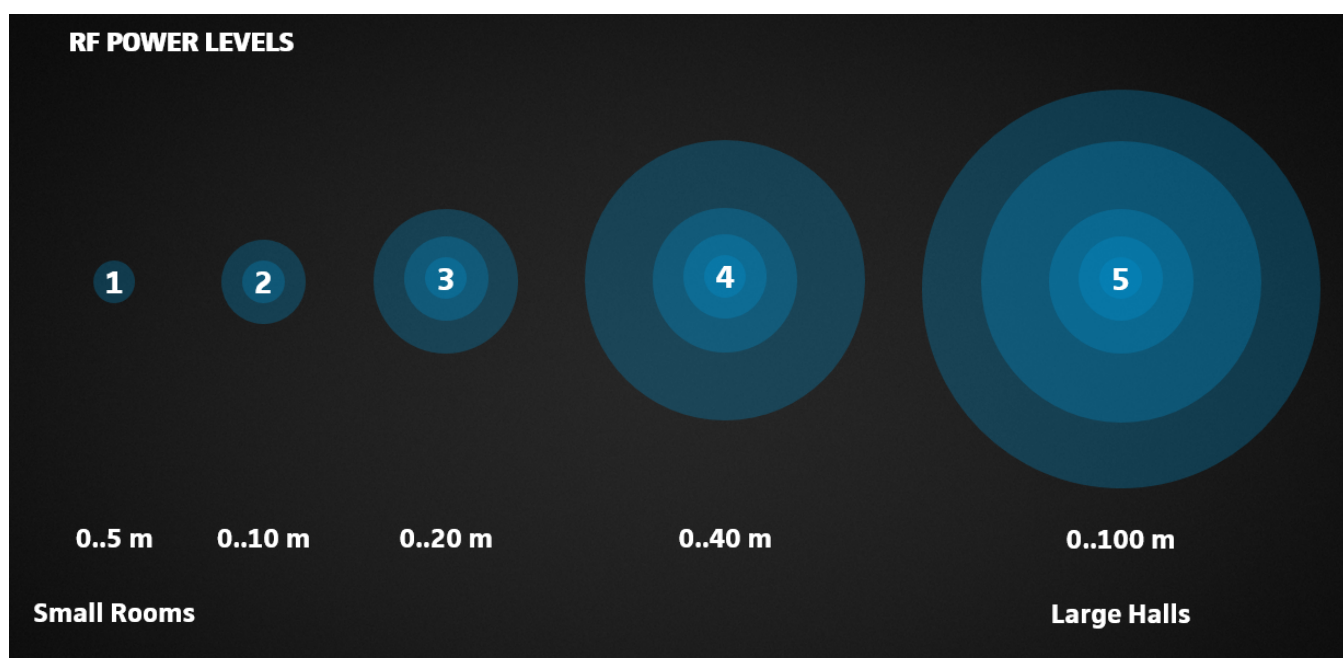 RF POWER LEVELS
1
2
3
4
5
0..5 m
0..10 m
0..20 m
0..40 m
0..100 m
Small Rooms
Large Halls